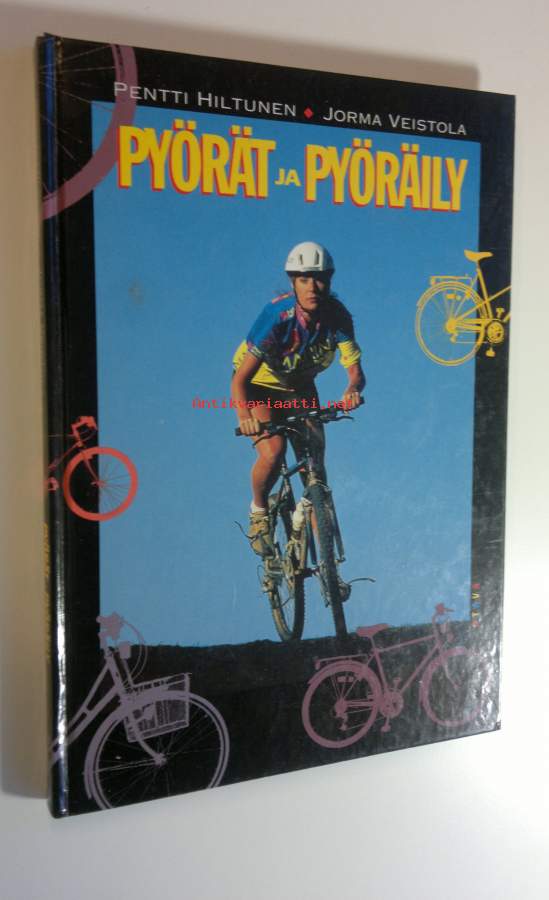 PENTTI HILTUNEN ♦ JORMA VEISTOLA
PYÖRÄT JA PYÖRÄILY
Antikvariaatti.net